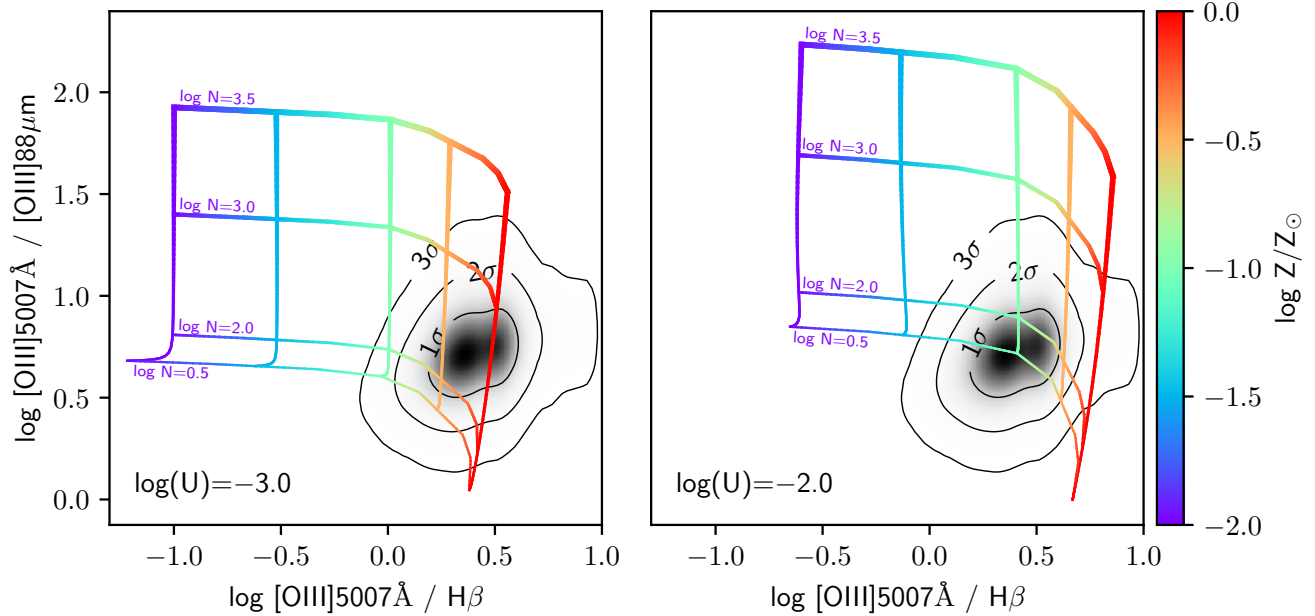 log [OIII]5007Å / [OIII]88μm
2.0
1.5
1.0
0.5
0.0
log N=3.5
log N=3.0
log N=2.0
log N=0.5
3σ
2σ
1σ
log(U)=−3.0
−1.0
−0.5
0.0
0.5
1.0
log [OIII]5007Å / Hβ
log N=3.5
log N=3.0
log N=2.0
log N=0.5
3σ
2σ
1σ
log(U)=−2.0
−1.0
−0.5
0.0
0.5
1.0
log [OIII]5007Å / Hβ
0.0
−0.5
−1.0
−1.5
−2.0
log Z/Z⊙